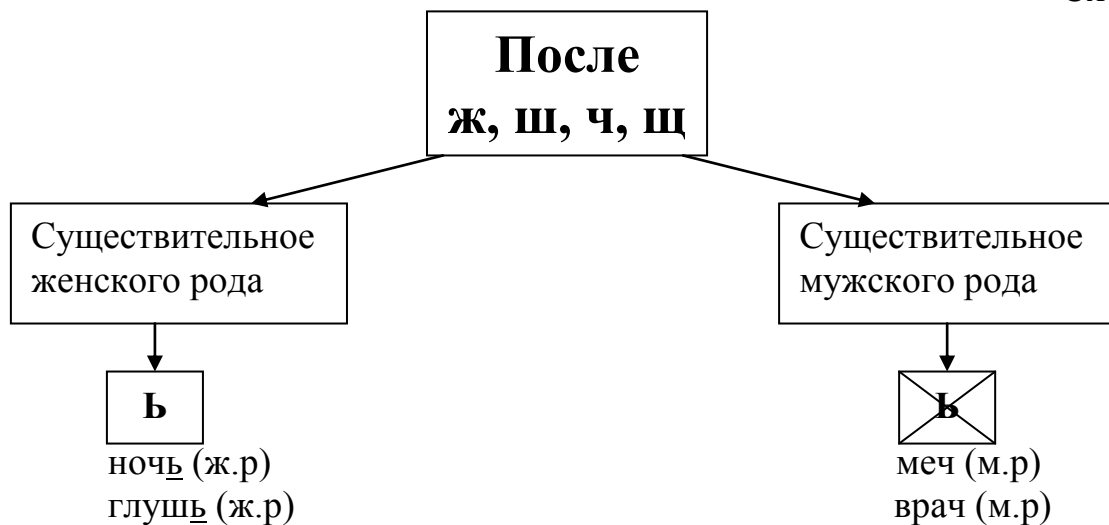 После
ж, ш, ч, щ
Существительное
женского рода
Существительное
мужского рода
Ь
Ь
ночь (ж.р)
глушь (ж.р)
меч (м.р)
врач (м.р)